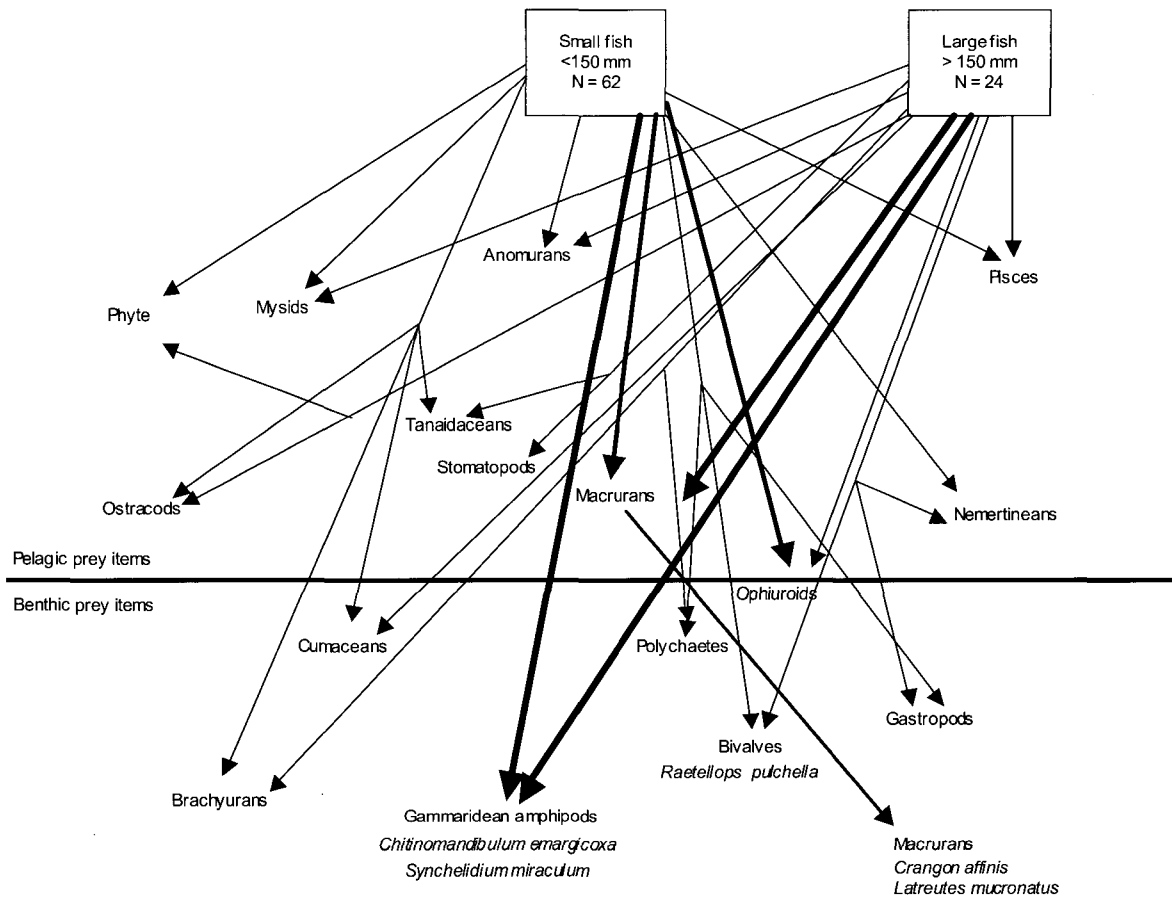 Small fish
<150 mm
N = 62
Large fish
> 150 mm
N = 24
Anomurans
Pisces
Mysids
Phyte
Tanaidaceans
Stomatopods
Macrurans
Ostracods
Nemertineans
Pelagic prey items
Ophiuroids
Benthic prey items
Cumaceans
Polychaetes
Gastropods
Bivalves
Raetellops pulchella
Brachyurans
Gammaridean amphipods
Chitinomandibulum emargicoxa
Synchelidium miraculum
Macrurans
Crangon affinis
Latreutes mucronatus